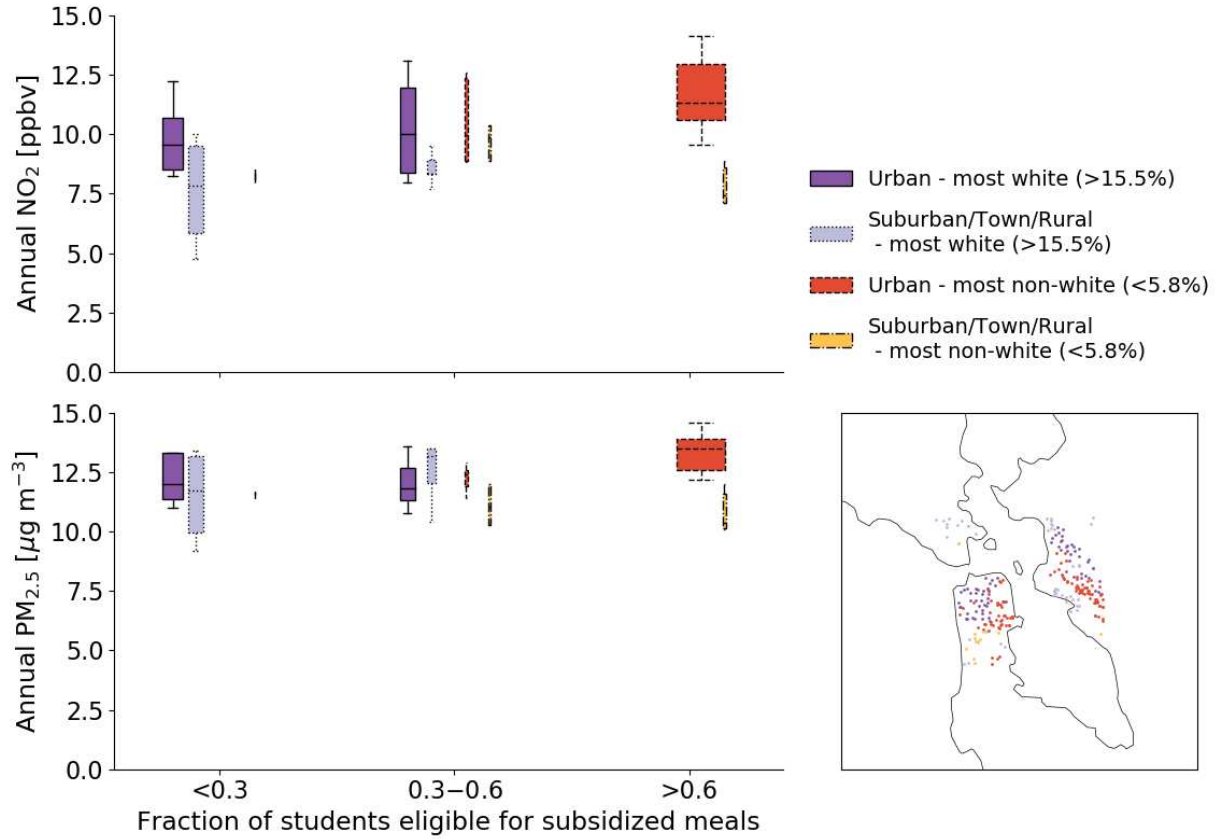 15.0
12.5
10.0
7.5
5.0
2.5
0.0
Annual NO₂ [ppbv]
Urban - most white (>15.5%)
Suburban/Town/Rural
- most white (>15.5%)
Urban - most non-white (<5.8%)
Suburban/Town/Rural
- most non-white (<5.8%)
15.0
12.5
10.0
7.5
5.0
2.5
0.0
Annual PM₂.₅ [μg m⁻³]
<0.3
0.3−0.6
>0.6
Fraction of students eligible for subsidized meals